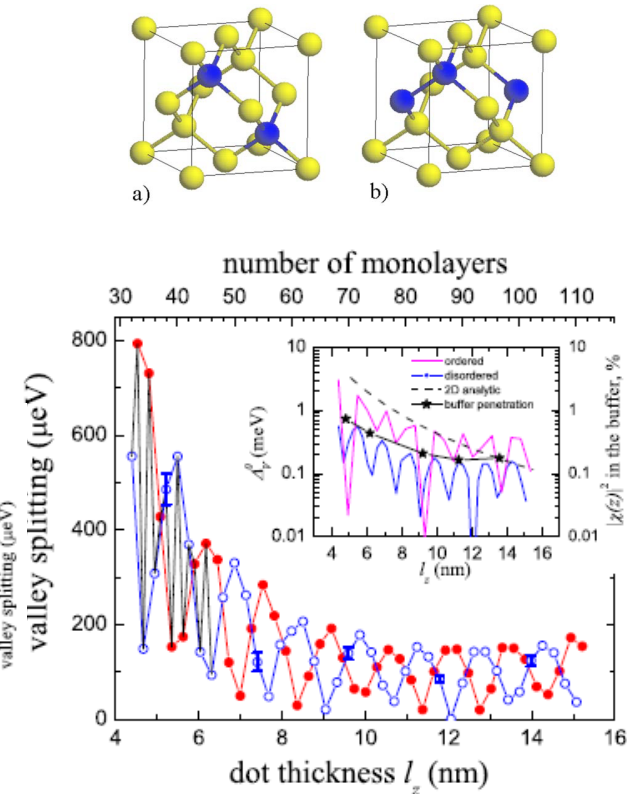 a)
b)
number of monolayers
30 40 50 60 70 80 90 100 110
800
600
400
200
0
valley splitting (μeV)
valley splitting (μeV)
10
1
0.1
0.01
Δ⁰ᵥ (meV)
ordered
disordered
2D analytic
buffer penetration
10
1
0.1
0.01
|χ(z)|² in the buffer, %
4 6 8 10 12 14 16
l_z (nm)
4 6 8 10 12 14 16
dot thickness l_z (nm)